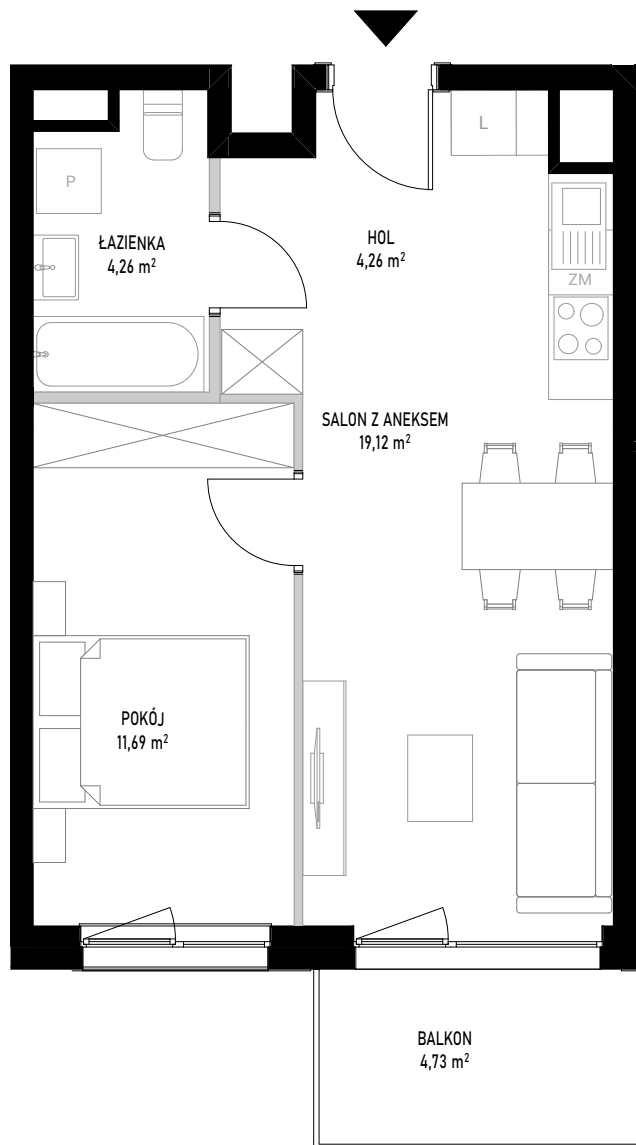 L
P
ŁAZIENKA
4,26 m²
HOL
4,26 m²
ZM
SALON Z ANEKSEM
19,12 m²
POKÓJ
11,69 m²
BALKON
4,73 m²